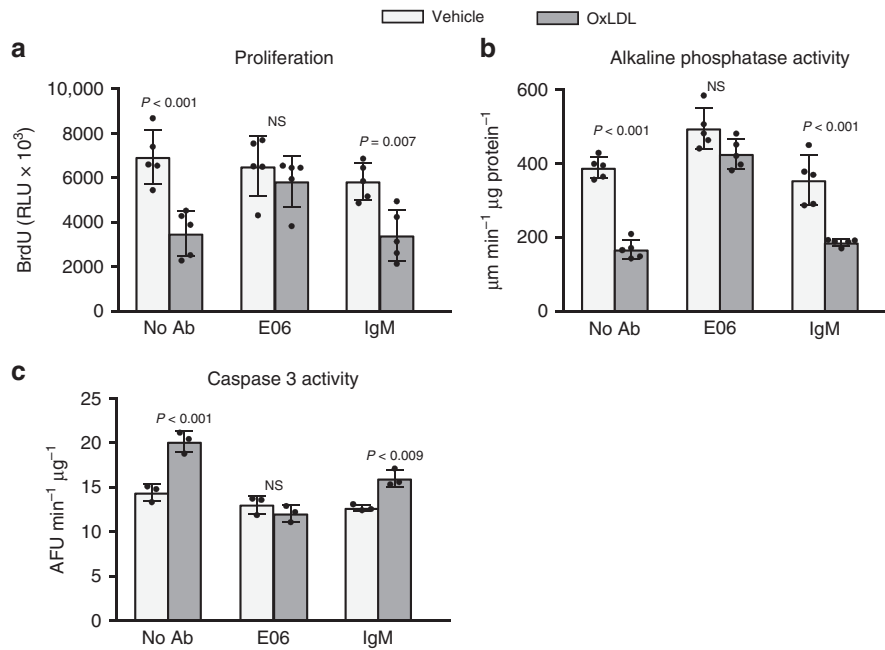 Vehicle OxLDL
a
Proliferation
BrdU (RLU × 10³)
10,000
8000
6000
4000
2000
0
P < 0.001
NS
P = 0.007
No Ab E06 IgM
b
Alkaline phosphatase activity
μm min⁻¹ μg protein⁻¹
600
400
200
0
P < 0.001
NS
P < 0.001
No Ab E06 IgM
c
Caspase 3 activity
AFU min⁻¹ μg⁻¹
25
20
15
10
5
0
P < 0.001
NS
P < 0.009
No Ab E06 IgM